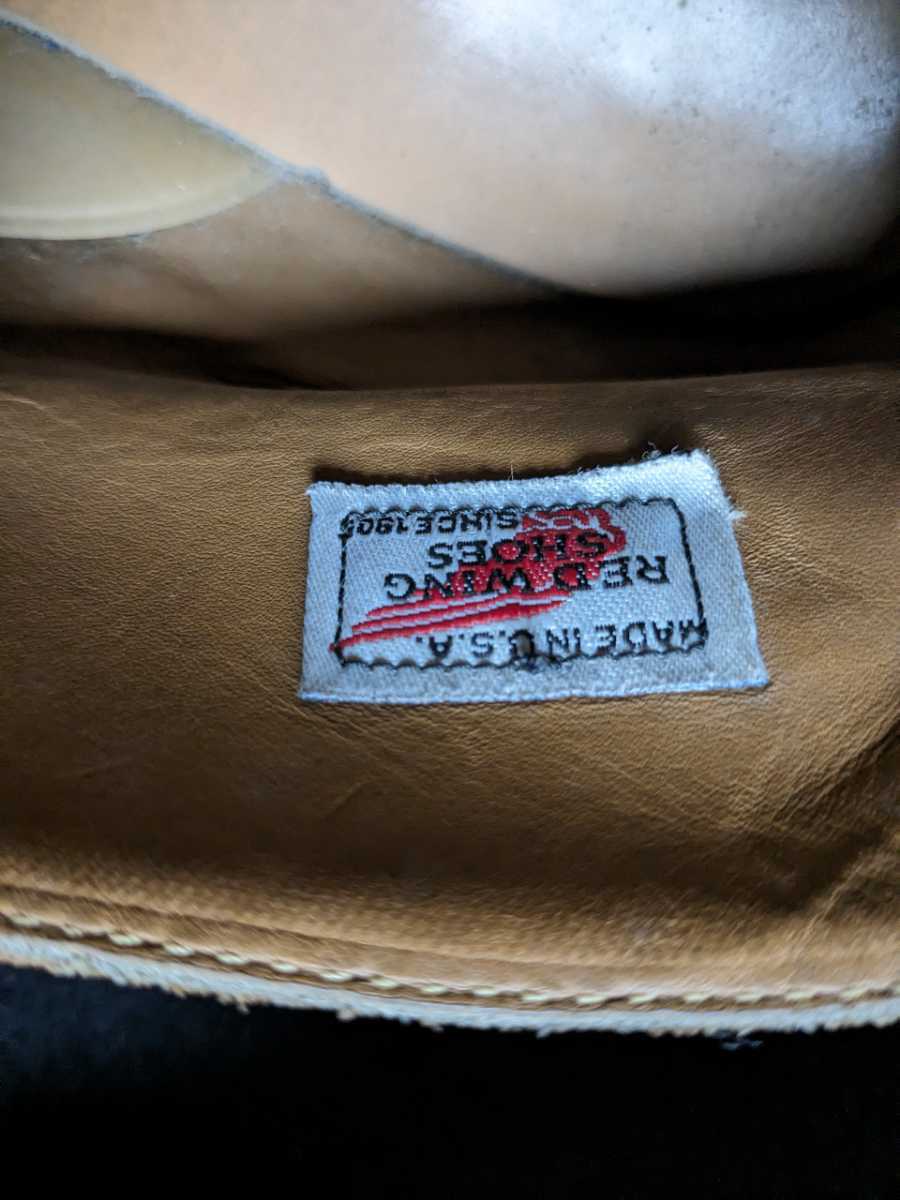 MADE IN U.S.A.
RED WING
SHOES
SINCE 1905